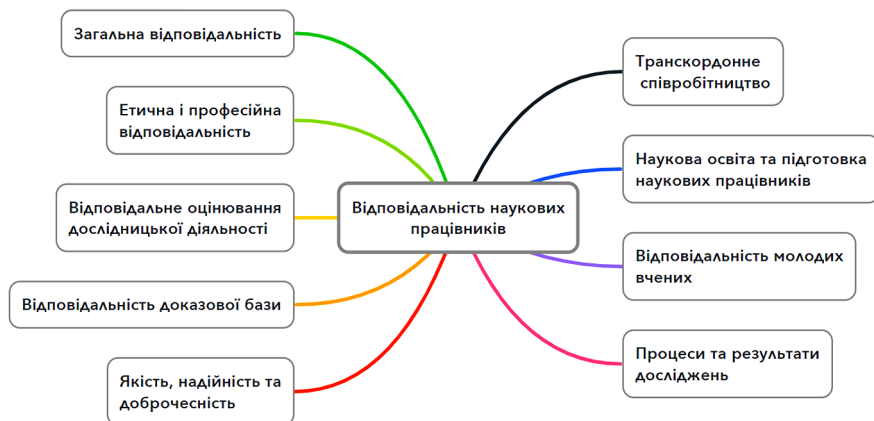 Загальна відповідальність
Етична і професійна
відповідальність
Відповідальне оцінювання
дослідницької діяльності
Відповідальність доказової бази
Якість, надійність та
доброчесність
Відповідальність наукових
працівників
Транскордонне
співробітництво
Наукова освіта та підготовка
наукових працівників
Відповідальність молодих
вчених
Процеси та результати
досліджень